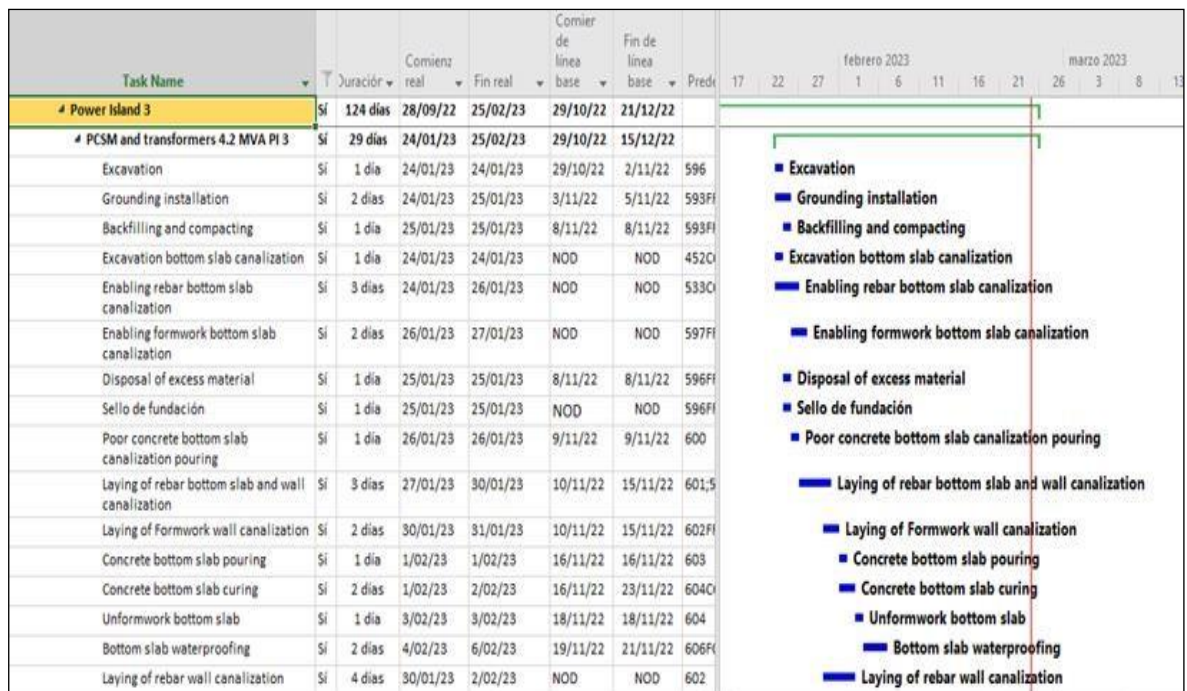 Comier
de
línea
base
Fin de
línea
base
febrero 2023
marzo 2023
Task Name
Comienz
real
Fin real
Pred
17 22 27 1 6 11 16 21 26 3 8 13
Power Island 3 Sí 124 días 28/09/22 25/02/23 29/10/22 21/12/22
PCSM and transformers 4.2 MVA PI 3 Sí 29 días 24/01/23 25/02/23 29/10/22 15/12/22
Excavation Sí 1 día 24/01/23 24/01/23 29/10/22 2/11/22 596 Excavation
Grounding installation Sí 2 días 24/01/23 25/01/23 3/11/22 5/11/22 593F Grounding installation
Backfilling and compacting Sí 1 día 25/01/23 25/01/23 8/11/22 8/11/22 593F Backfilling and compacting
Excavation bottom slab canalization Sí 1 día 24/01/23 24/01/23 NOD NOD 452C Excavation bottom slab canalization
Enabling rebar bottom slab
canalization
Sí 3 días 24/01/23 26/01/23 NOD NOD 533C Enabling rebar bottom slab canalization
Enabling formwork bottom slab
canalization
Sí 2 días 26/01/23 27/01/23 NOD NOD 597F Enabling formwork bottom slab canalization
Disposal of excess material Sí 1 día 25/01/23 25/01/23 8/11/22 8/11/22 596F Disposal of excess material
Sello de fundación Sí 1 día 25/01/23 25/01/23 NOD NOD 596F Sello de fundación
Poor concrete bottom slab
canalization pouring
Sí 1 día 26/01/23 26/01/23 9/11/22 9/11/22 600 Poor concrete bottom slab canalization pouring
Laying of rebar bottom slab and wall
canalization
Sí 3 días 27/01/23 30/01/23 10/11/22 15/11/22 601;5 Laying of rebar bottom slab and wall canalization
Laying of Formwork wall canalization Sí 2 días 30/01/23 31/01/23 10/11/22 15/11/22 602F Laying of Formwork wall canalization
Concrete bottom slab pouring Sí 1 día 1/02/23 1/02/23 16/11/22 16/11/22 603 Concrete bottom slab pouring
Concrete bottom slab curing Sí 2 días 1/02/23 2/02/23 16/11/22 23/11/22 604C Concrete bottom slab curing
Unformwork bottom slab Sí 1 día 3/02/23 3/02/23 18/11/22 18/11/22 604 Unformwork bottom slab
Bottom slab waterproofing Sí 2 días 4/02/23 6/02/23 19/11/22 21/11/22 606F Bottom slab waterproofing
Laying of rebar wall canalization Sí 4 días 30/01/23 2/02/23 NOD NOD 602 Laying of rebar wall canalization